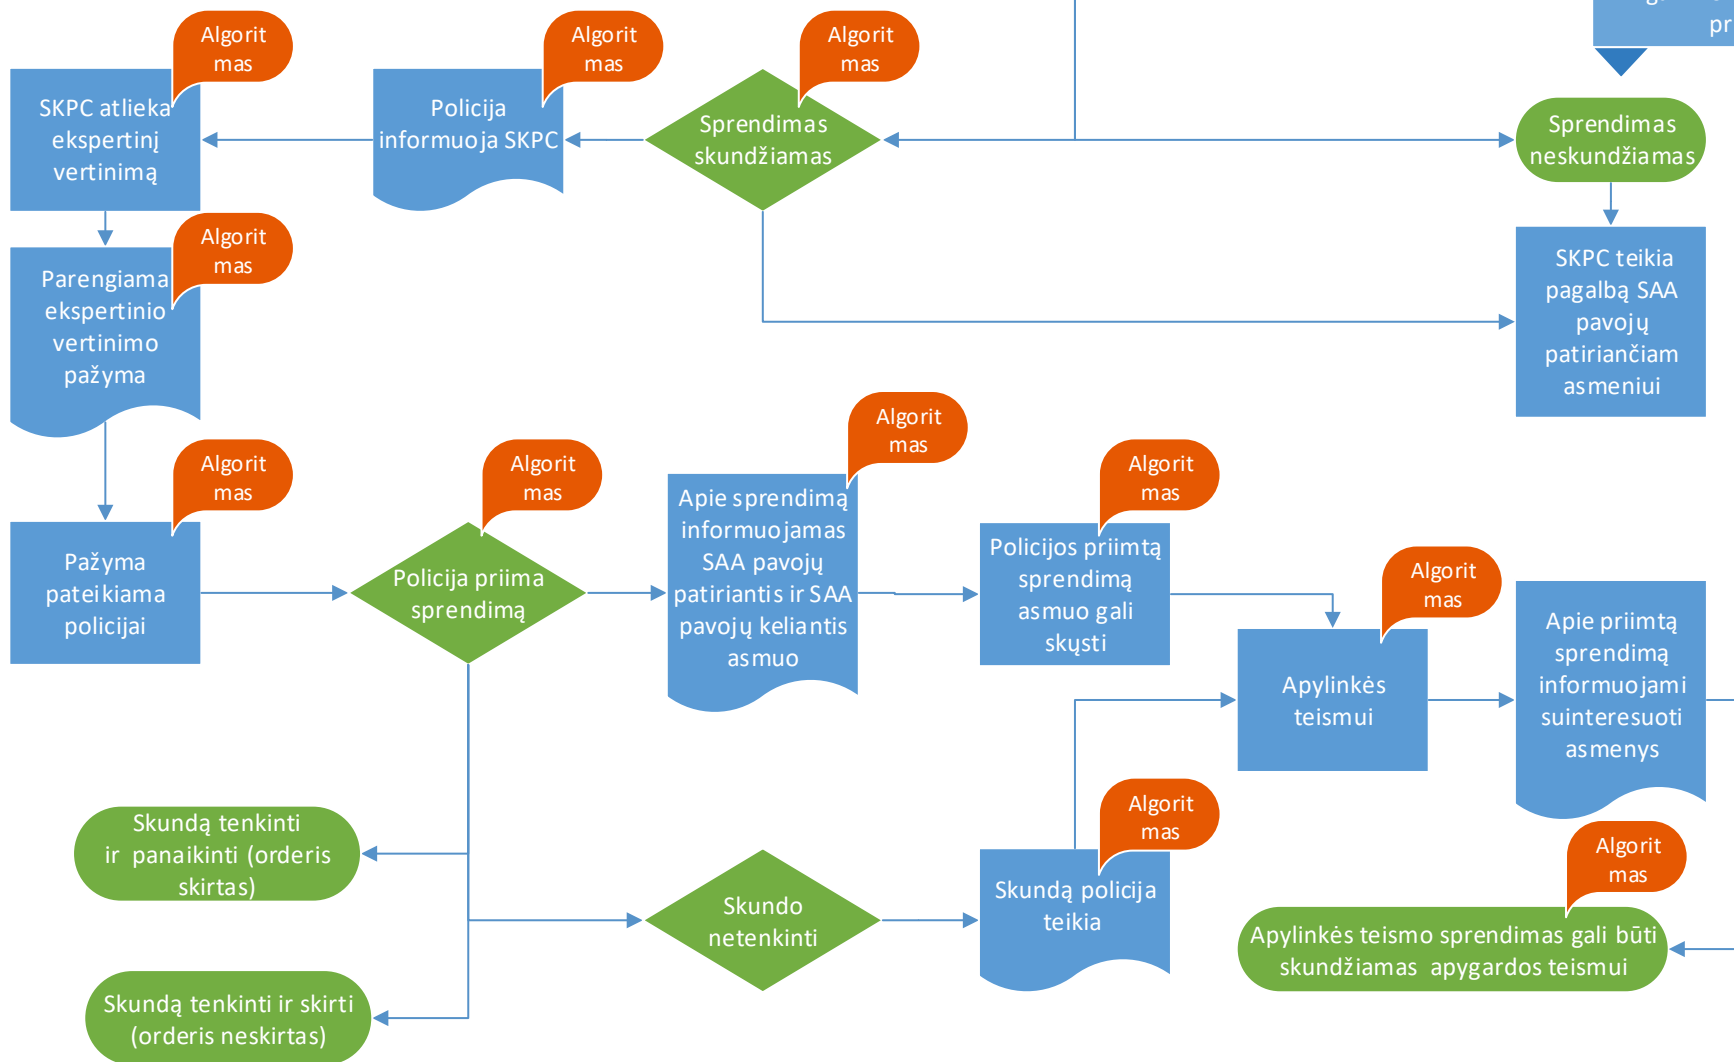 Algorit
mas
SKPC atlieka
ekspertinį
vertinimą
Algorit
mas
Policija
informuoja SKPC
Algorit
mas
Sprendimas
skundžiamas
pr
Sprendimas
neskundžiamas
Algorit
mas
Parengiama
ekspertinio
vertinimo
pažyma
SKPC teikia
pagalbą SAA
pavojų
patiriančiam
asmeniui
Algorit
mas
Pažyma
pateikiama
policijai
Algorit
mas
Policija priima
sprendimą
Algorit
mas
Apie sprendimą
informuojamas
SAA pavojų
patiriantis ir SAA
pavojų keliantis
asmuo
Algorit
mas
Policijos priimtą
sprendimą
asmuo gali
skųsti
Algorit
mas
Apylinkės
teismui
Apie priimtą
sprendimą
informuojami
suinteresuoti
asmenys
Skundą tenkinti
ir panaikinti (orderis
skirtas)
Skundo
netenkinti
Algorit
mas
Skundą policija
teikia
Algorit
mas
Apylinkės teismo sprendimas gali būti
skundžiamas apygardos teismui
Skundą tenkinti ir skirti
(orderis neskirtas)